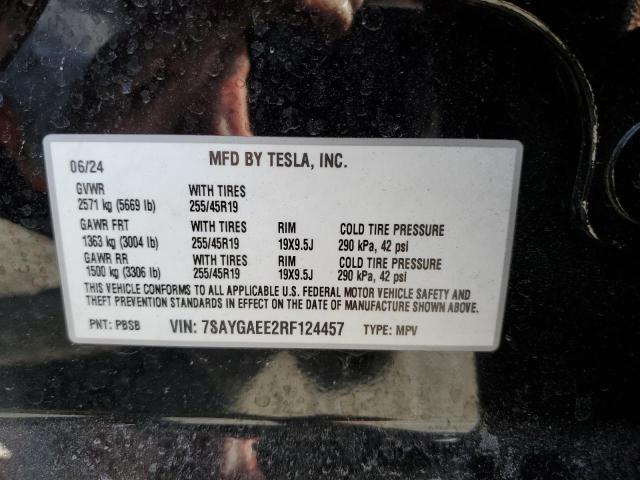 06/24 MFD BY TESLA, INC.
GVWR WITH TIRES
2571 kg (5669 lb) 255/45R19
GAWR FRT WITH TIRES RIM COLD TIRE PRESSURE
1363 kg (3004 lb) 255/45R19 19X9.5J 290 kPa, 42 psi
GAWR RR WITH TIRES RIM COLD TIRE PRESSURE
1500 kg (3306 lb) 255/45R19 19X9.5J 290 kPa, 42 psi
THIS VEHICLE CONFORMS TO ALL APPLICABLE U.S. FEDERAL MOTOR VEHICLE SAFETY AND
THEFT PREVENTION STANDARDS IN EFFECT ON THE DATE OF MANUFACTURE SHOWN ABOVE.
PNT: PBSB VIN: 7SAYGAEE2RF124457 TYPE: MPV